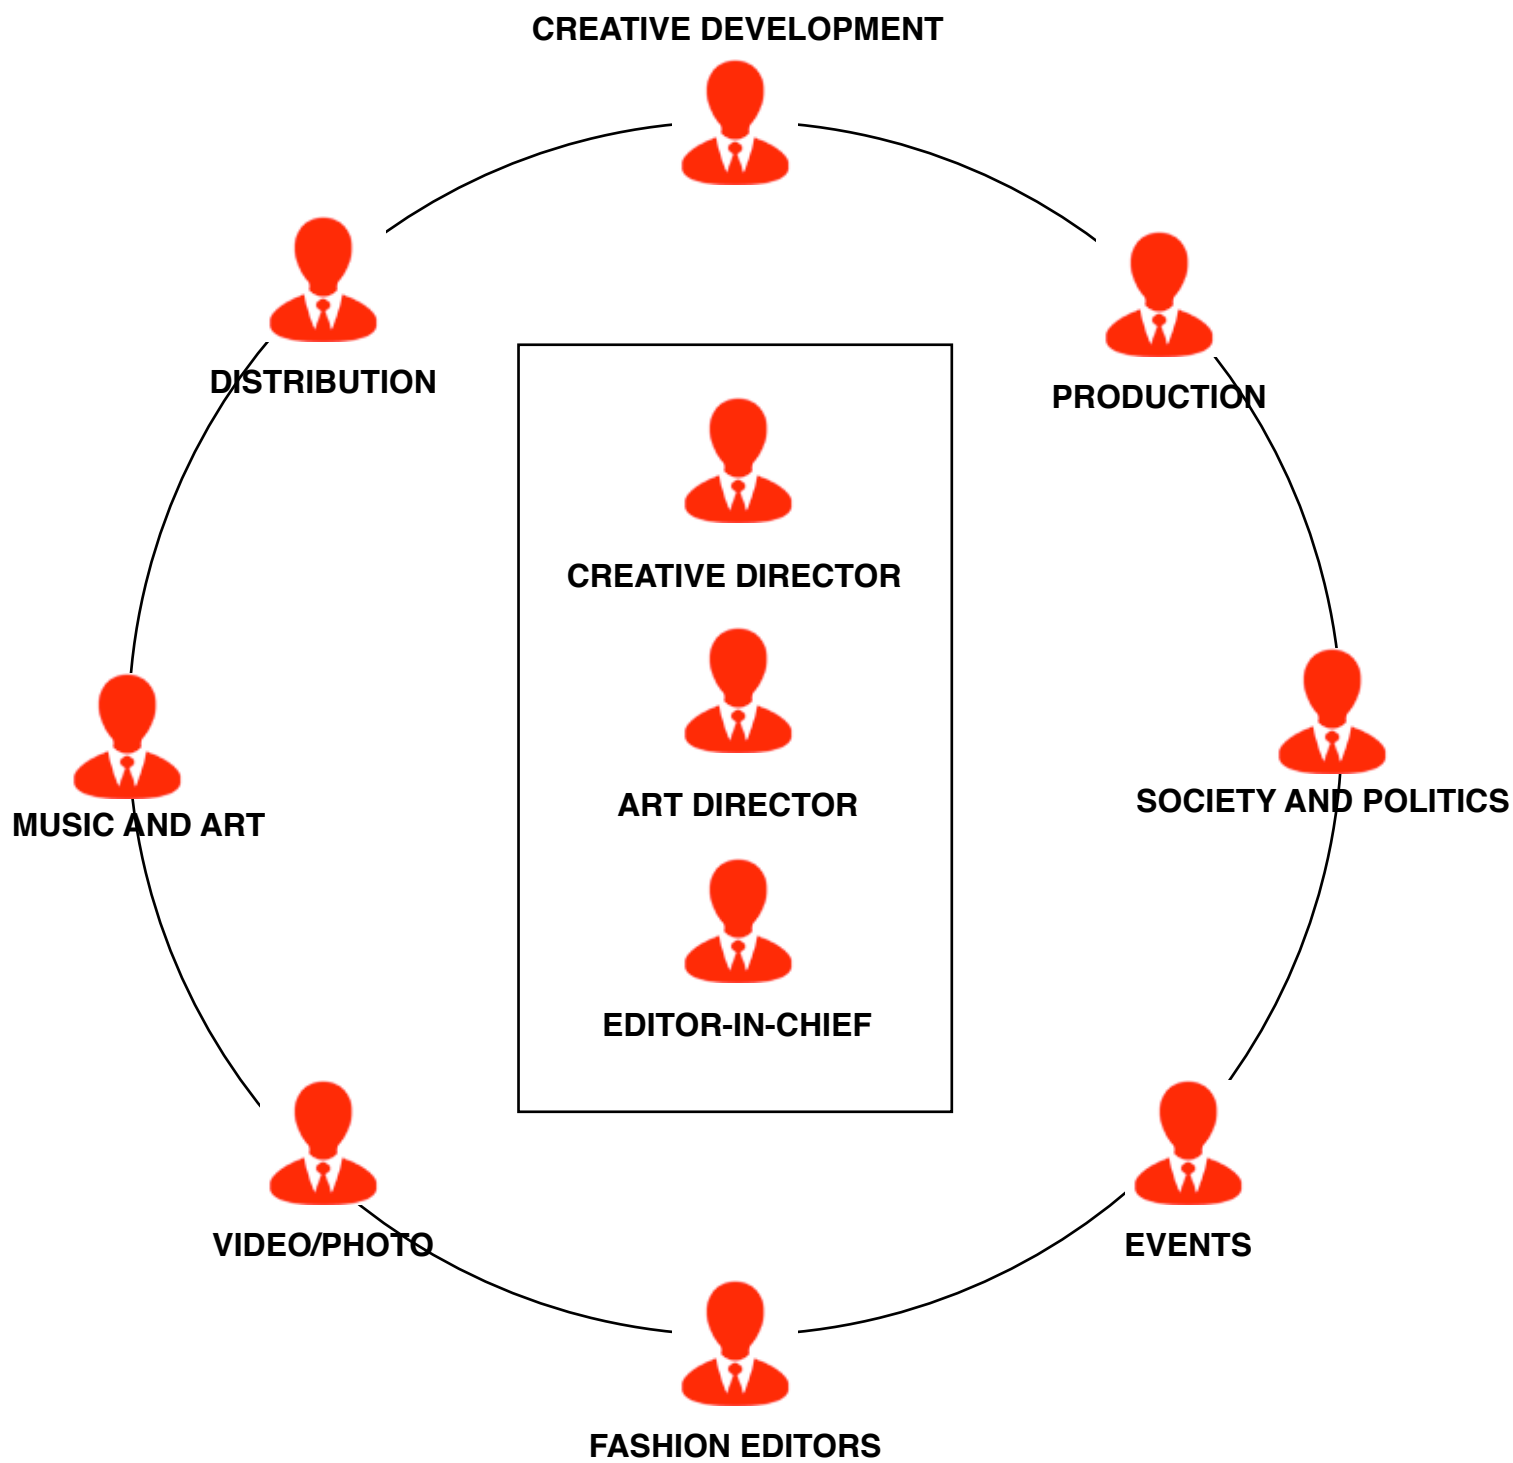 CREATIVE DEVELOPMENT
DISTRIBUTION
PRODUCTION
CREATIVE DIRECTOR
ART DIRECTOR
SOCIETY AND POLITICS
MUSIC AND ART
EDITOR-IN-CHIEF
VIDEO/PHOTO
EVENTS
FASHION EDITORS